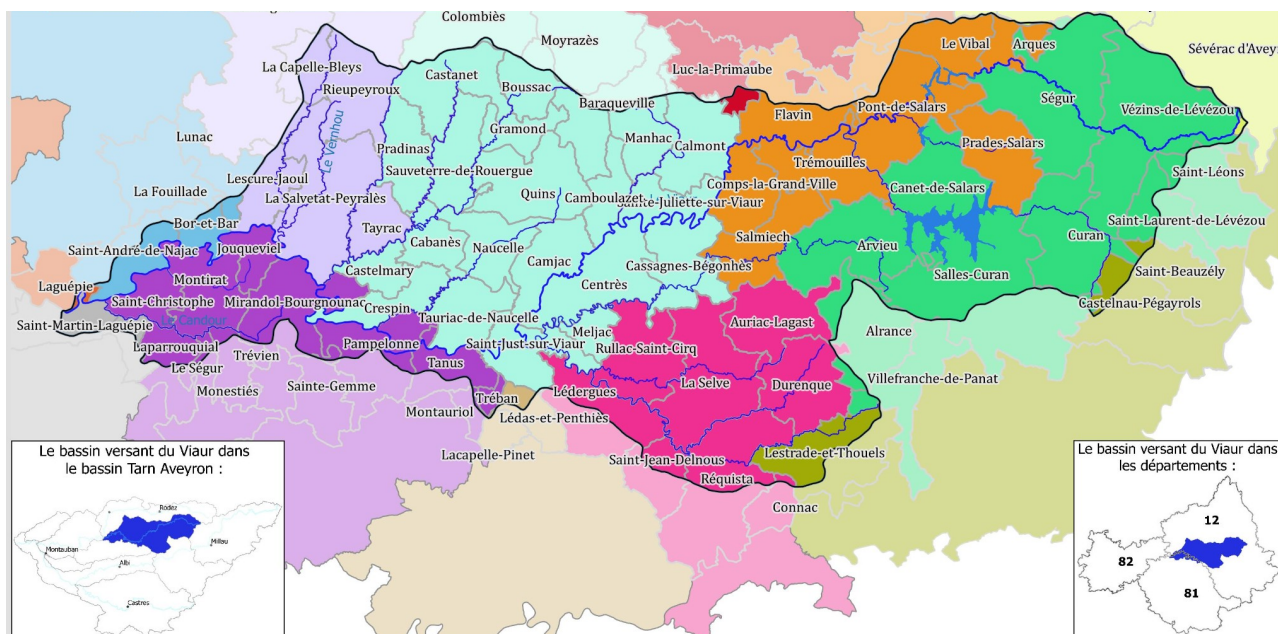 Colombiès
Moyrazès
Le Vibal
Arques
Sévérac d'Avey
La Capelle-Bleys
Castanet
Luc-la-Primaube
Rieupeyroux
Boussac
Baraqueville
Ségur
Vézins-de-Lévézou
Pont-de-Salars
Flavin
Lunac
Le Vernhou
Gramond
Manhac
Calmont
Pradinas
Prades-Salars
Trémouilles
Sauveterre-de-Rouergue
Saint-Léons
Lescure-Jaoul
Comps-la-Grand-Ville
Canet-de-Salars
La Fouillade
La Salvetat-Peyralès
Quins
Camboulazet
Sainte-Juliette-sur-Viaur
Bor-et-Bar
Saint-Laurent-de-Lévézou
Tayrac
Salmiech
Curan
Cabanès
Naucelle
Arvieu
Saint-André-de-Najac
Jouqueviel
Camjac
Cassagnes-Bégonhès
Castelmary
Salles-Curan
Saint-Beauzély
Laguépie
Montirat
Centrès
Saint-Christophe
Mirandol-Bourgnounac
Castelnau-Pégayrols
Crespin
Le Candour
Tauriac-de-Naucelle
Auriac-Lagast
Saint-Martin-Laguépie
Meljac
Alrance
Laparrouquial
Pampelonne
Saint-Just-sur-Viaur
Rullac-Saint-Cirq
Trévien
Le Ségur
Tanus
Villefranche-de-Panat
La Selve
Durenque
Sainte-Gemme
Monestiés
Lédergues
Tréban
Montauriol
Lédas-et-Penthiès
Lestrade-et-Thouels
Lacapelle-Pinet
Saint-Jean-Delnous
Réquista
Connac
Le bassin versant du Viaur dans
le bassin Tarn Aveyron :
Rodez
Montauban
Millau
Albi
Castres
Le bassin versant du Viaur dans
les départements :
12
82
81